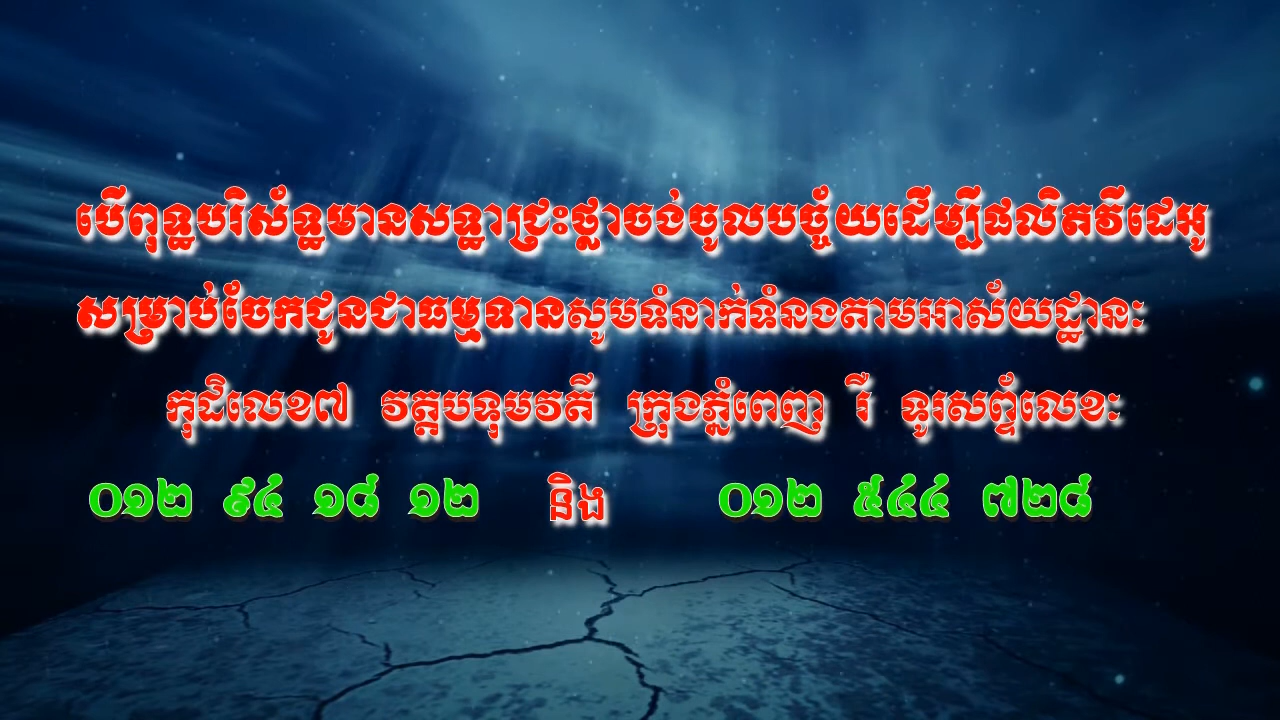 បើពុទ្ធបរិស័ទ្ធមានសទ្ធាជ្រះថ្លាចង់ចូលបច្ច័យដើម្បីផលិតវីដេអូ
សម្រាប់ចែកជូនជាធម្មទានសូមទំនាក់ទំនងតាមអាស័យដ្ឋានៈ
កុដិលេខ៧ វត្តបទុមវតី ក្រុងភ្នំពេញ រឺ ទូរសព្ទ័លេខៈ
០១២ ៩៤ ១៨ ១២ និង ០១២ ៥៤៤ ៧២៨